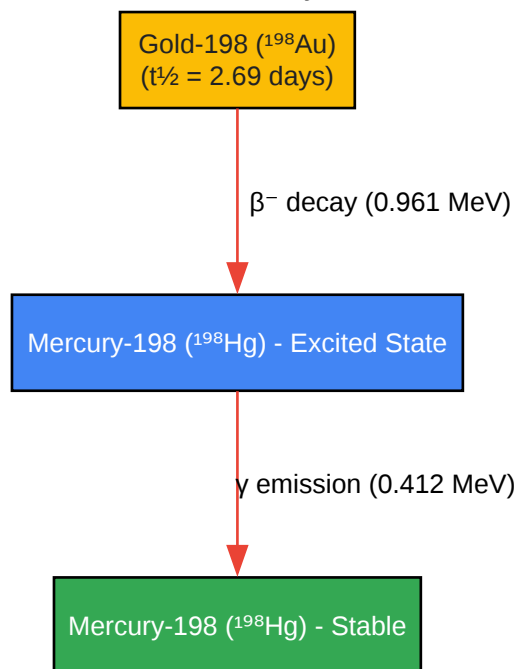 Gold-198 (¹⁹⁸Au)
(t½ = 2.69 days)
β⁻ decay (0.961 MeV)
Mercury-198 (¹⁹⁸Hg) - Excited State
γ emission (0.412 MeV)
Mercury-198 (¹⁹⁸Hg) - Stable